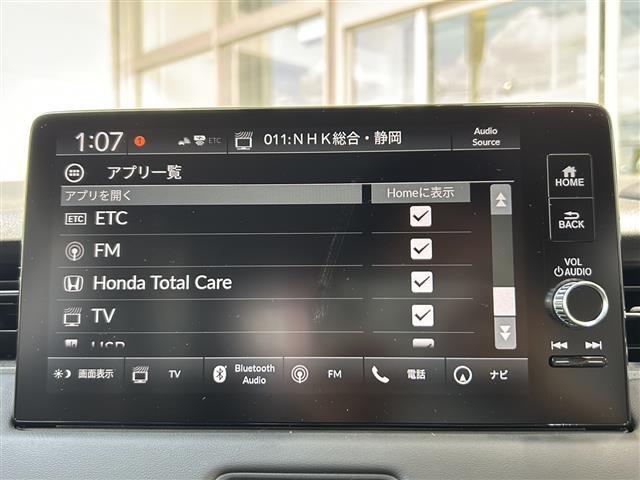 1:07 1 ETC 011:NHK総合・静岡 Audio
Source
アプリ一覧
アプリを開く Homeに表示
ETC ETC
FM
Honda Total Care
TV
USB
画面表示 TV Bluetooth
Audio FM 電話 ナビ
HOME
BACK
VOL
AUDIO